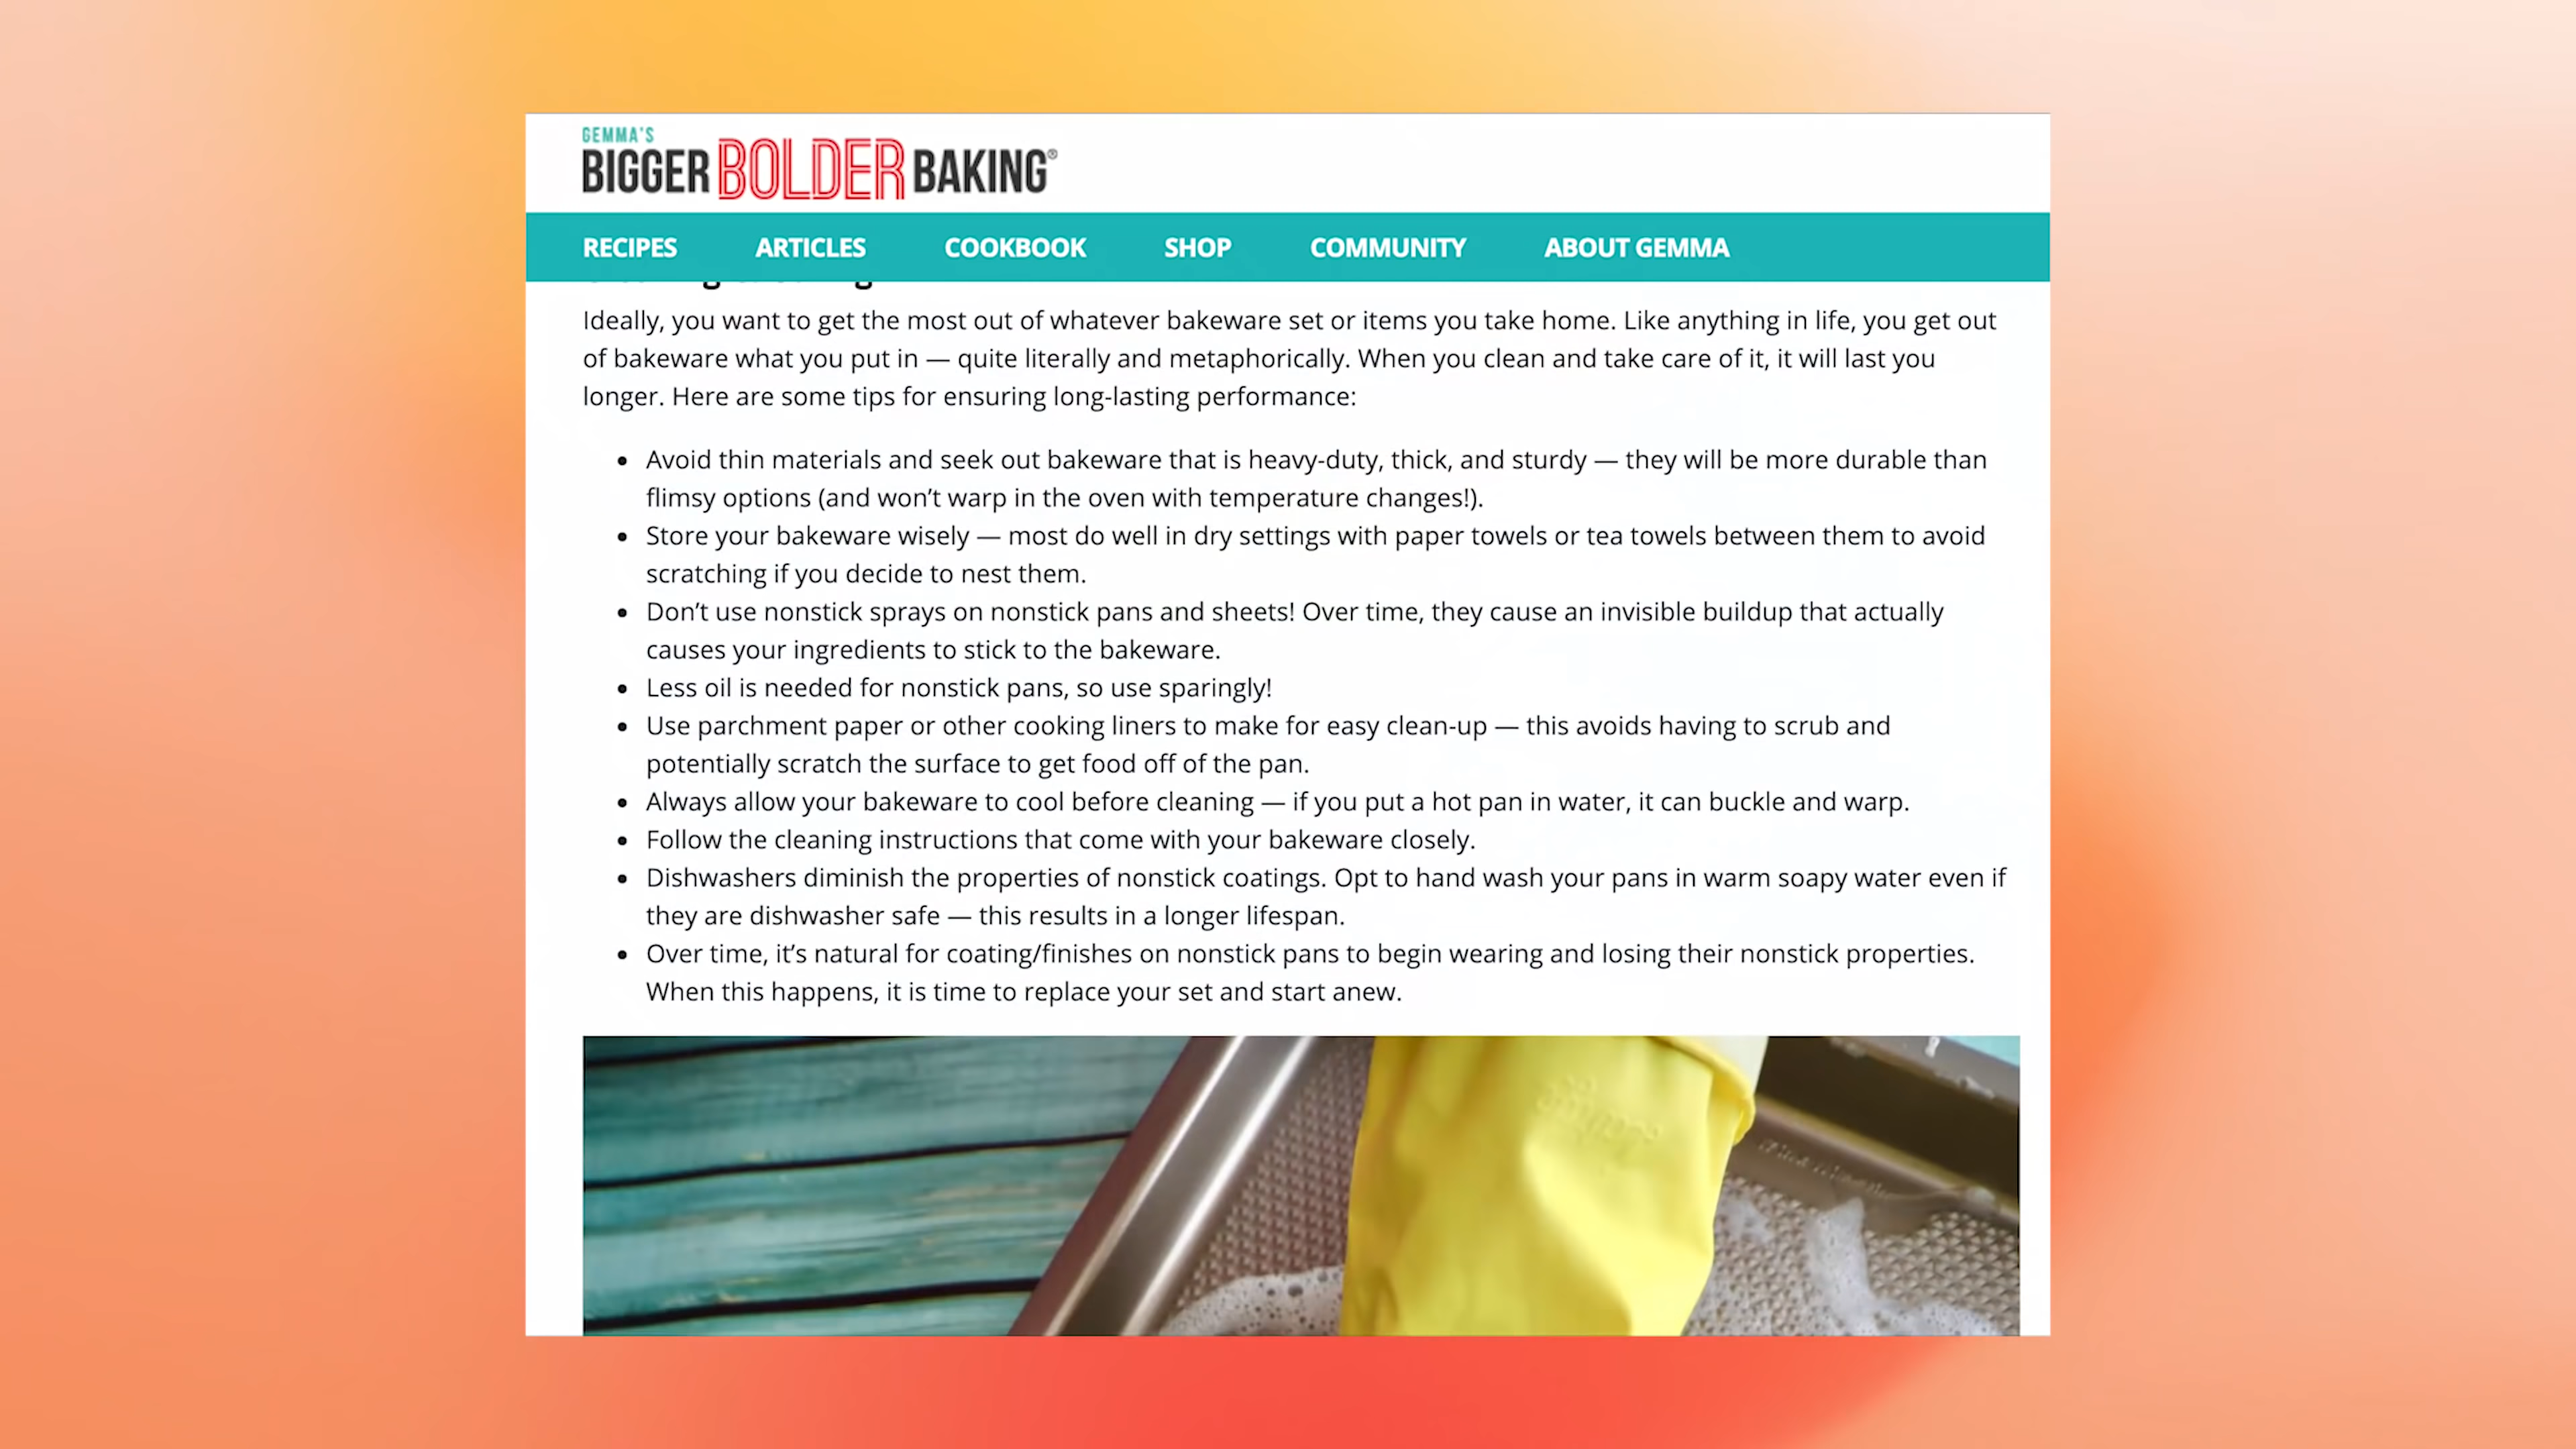 GEMMA'S
BIGGER BOLDER BAKING®
RECIPES ARTICLES COOKBOOK SHOP COMMUNITY ABOUT GEMMA
Ideally, you want to get the most out of whatever bakeware set or items you take home. Like anything in life, you get out
of bakeware what you put in — quite literally and metaphorically. When you clean and take care of it, it will last you
longer. Here are some tips for ensuring long-lasting performance:
• Avoid thin materials and seek out bakeware that is heavy-duty, thick, and sturdy — they will be more durable than
flimsy options (and won’t warp in the oven with temperature changes!).
• Store your bakeware wisely — most do well in dry settings with paper towels or tea towels between them to avoid
scratching if you decide to nest them.
• Don’t use nonstick sprays on nonstick pans and sheets! Over time, they cause an invisible buildup that actually
causes your ingredients to stick to the bakeware.
• Less oil is needed for nonstick pans, so use sparingly!
• Use parchment paper or other cooking liners to make for easy clean-up — this avoids having to scrub and
potentially scratch the surface to get food off of the pan.
• Always allow your bakeware to cool before cleaning — if you put a hot pan in water, it can buckle and warp.
• Follow the cleaning instructions that come with your bakeware closely.
• Dishwashers diminish the properties of nonstick coatings. Opt to hand wash your pans in warm soapy water even if
they are dishwasher safe — this results in a longer lifespan.
• Over time, it’s natural for coating/finishes on nonstick pans to begin wearing and losing their nonstick properties.
When this happens, it is time to replace your set and start anew.